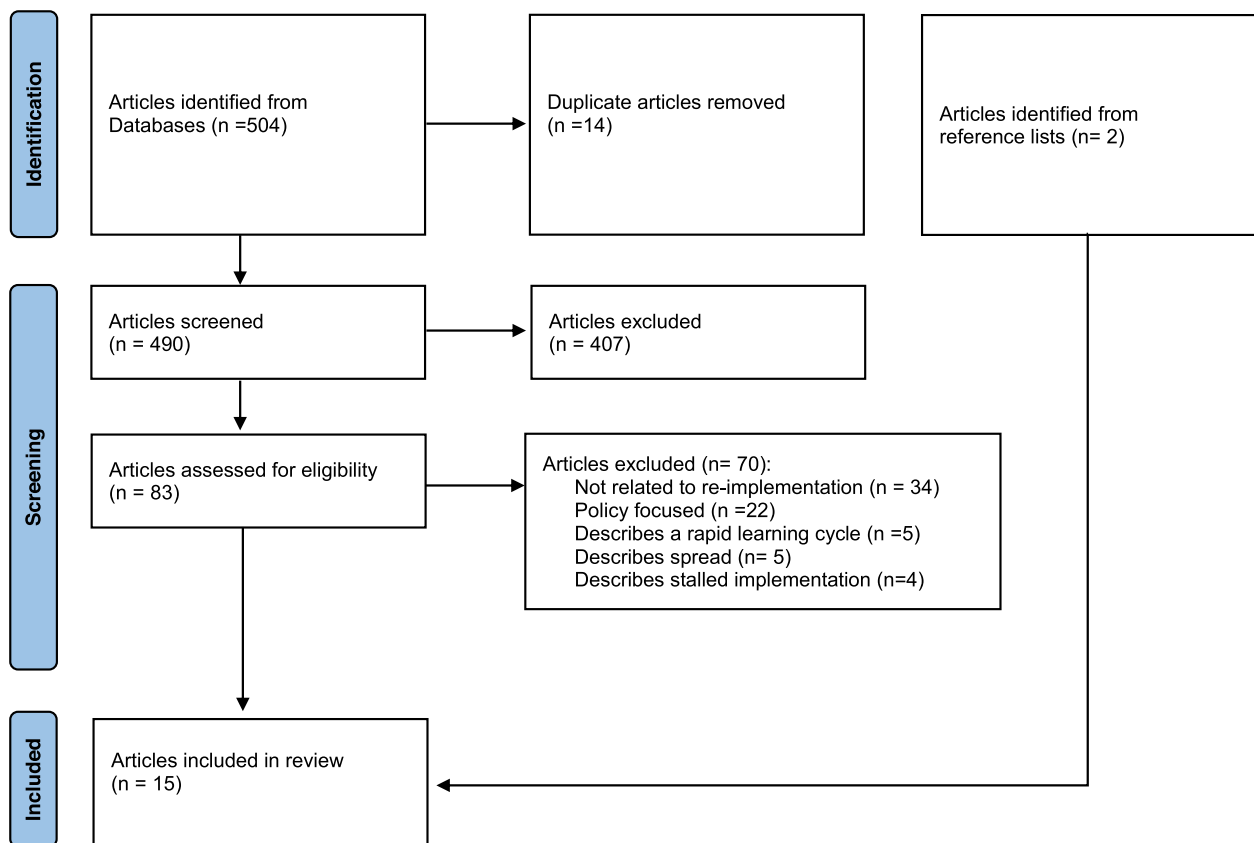 Identification
Articles identified from
Databases (n =504)
Duplicate articles removed
(n =14)
Articles identified from
reference lists (n= 2)
Screening
Articles screened
(n = 490)
Articles excluded
(n = 407)
Articles assessed for eligibility
(n = 83)
Articles excluded (n= 70):
Not related to re-implementation (n = 34)
Policy focused (n =22)
Describes a rapid learning cycle (n =5)
Describes spread (n= 5)
Describes stalled implementation (n=4)
Included
Articles included in review
(n = 15)